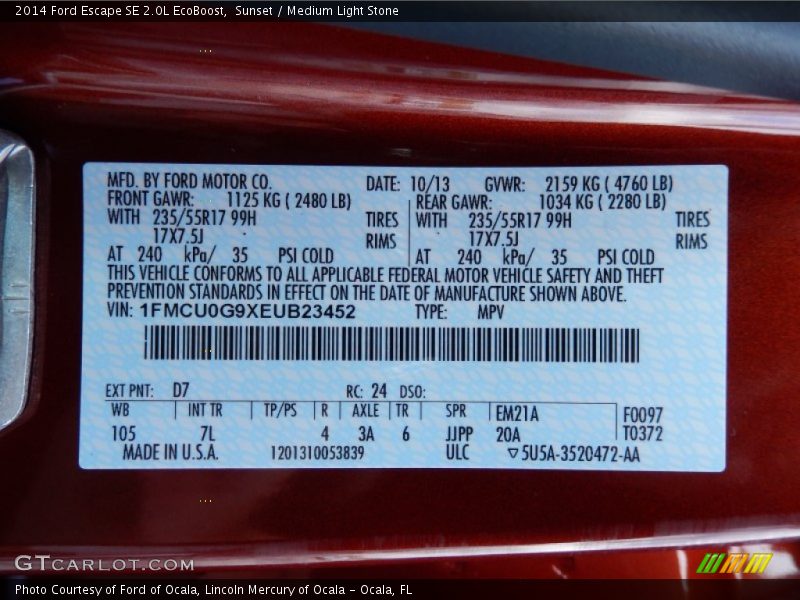 2014 Ford Escape SE 2.0L EcoBoost,  Sunset / Medium Light Stone
MFD. BY FORD MOTOR CO. DATE: 10/13 GVWR: 2159 KG ( 4760 LB)
FRONT GAWR: 1125 KG ( 2480 LB) REAR GAWR: 1034 KG ( 2280 LB)
WITH 235/55R17 99H TIRES WITH 235/55R17 99H TIRES
17X7.5J RIMS 17X7.5J RIMS
AT 240 kPa/ 35 PSI COLD AT 240 kPa/ 35 PSI COLD
THIS VEHICLE CONFORMS TO ALL APPLICABLE FEDERAL MOTOR VEHICLE SAFETY AND THEFT
PREVENTION STANDARDS IN EFFECT ON THE DATE OF MANUFACTURE SHOWN ABOVE.
VIN: 1FMCU0G9XEUB23452 TYPE: MPV
EXT PNT: D7 RC: 24 DSO:
WB INT TR TP/PS R AXLE TR SPR EM21A F0097
105 7L 4 3A 6 JJPP 20A T0372
MADE IN U.S.A. 1201310053839 ULC ▽5U5A-3520472-AA
GTCARLOT.COM
Photo Courtesy of Ford of Ocala, Lincoln Mercury of Ocala - Ocala, FL